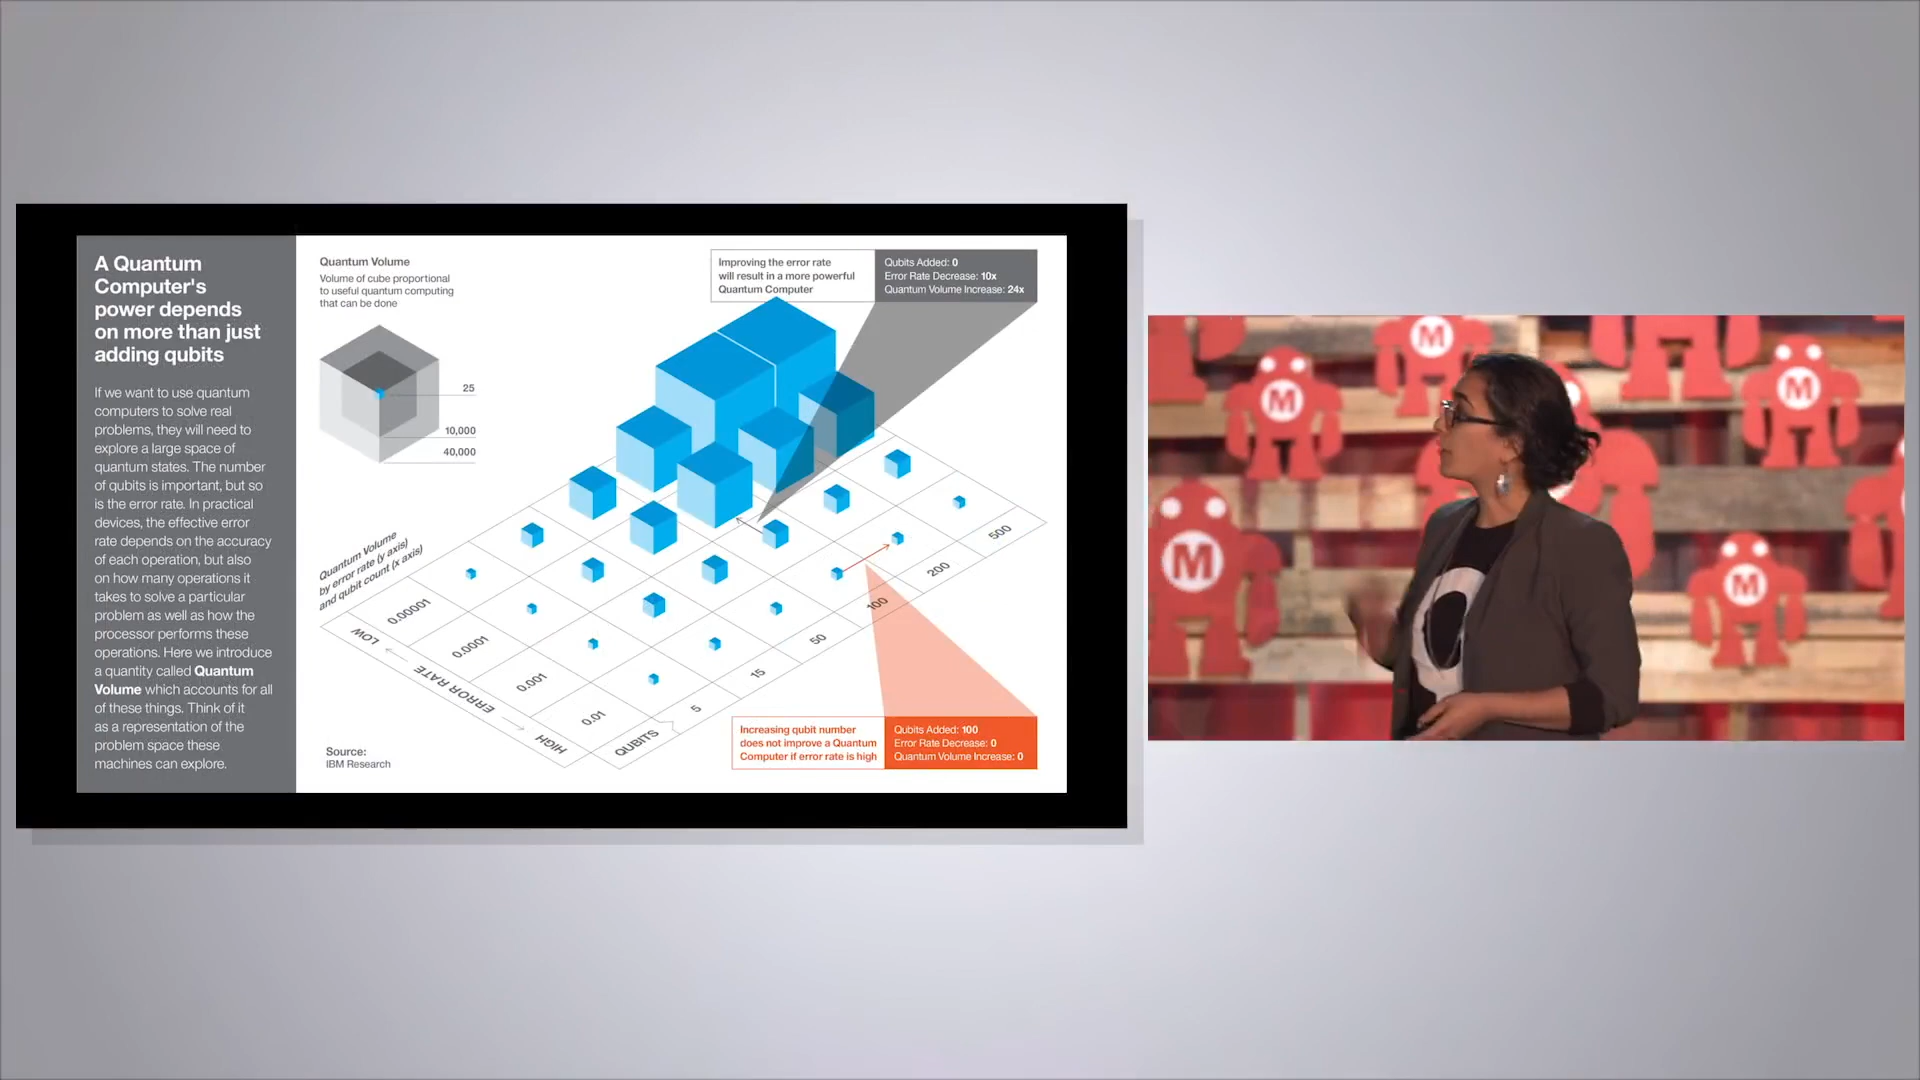 A Quantum
Computer's
power depends
on more than just
adding qubits
If we want to use quantum
computers to solve real
problems, they will need to
explore a large space of
quantum states. The number
of qubits is important, but so
is the error rate. In practical
devices, the effective error
rate depends on the accuracy
of each operation, but also
on how many operations it
takes to solve a particular
problem as well as how the
processor performs these
operations. Here we introduce
a quantity called Quantum
Volume which accounts for all
of these things. Think of it
as a representation of the
problem space these
machines can explore.
Quantum Volume
Volume of cube proportional
to useful quantum computing
that can be done
25
10,000
40,000
Improving the error rate
will result in a more powerful
Quantum Computer
Qubits Added: 0
Error Rate Decrease: 10x
Quantum Volume Increase: 24x
Quantum Volume
by error rate (y axis)
and qubit count (x axis)
0.00001
0.0001
0.001
0.01
LOW ← ERROR RATE → HIGH
QUBITS
5
15
50
100
200
500
Increasing qubit number
does not improve a Quantum
Computer if error rate is high
Qubits Added: 100
Error Rate Decrease: 0
Quantum Volume Increase: 0
Source:
IBM Research
M
M
M
M
M